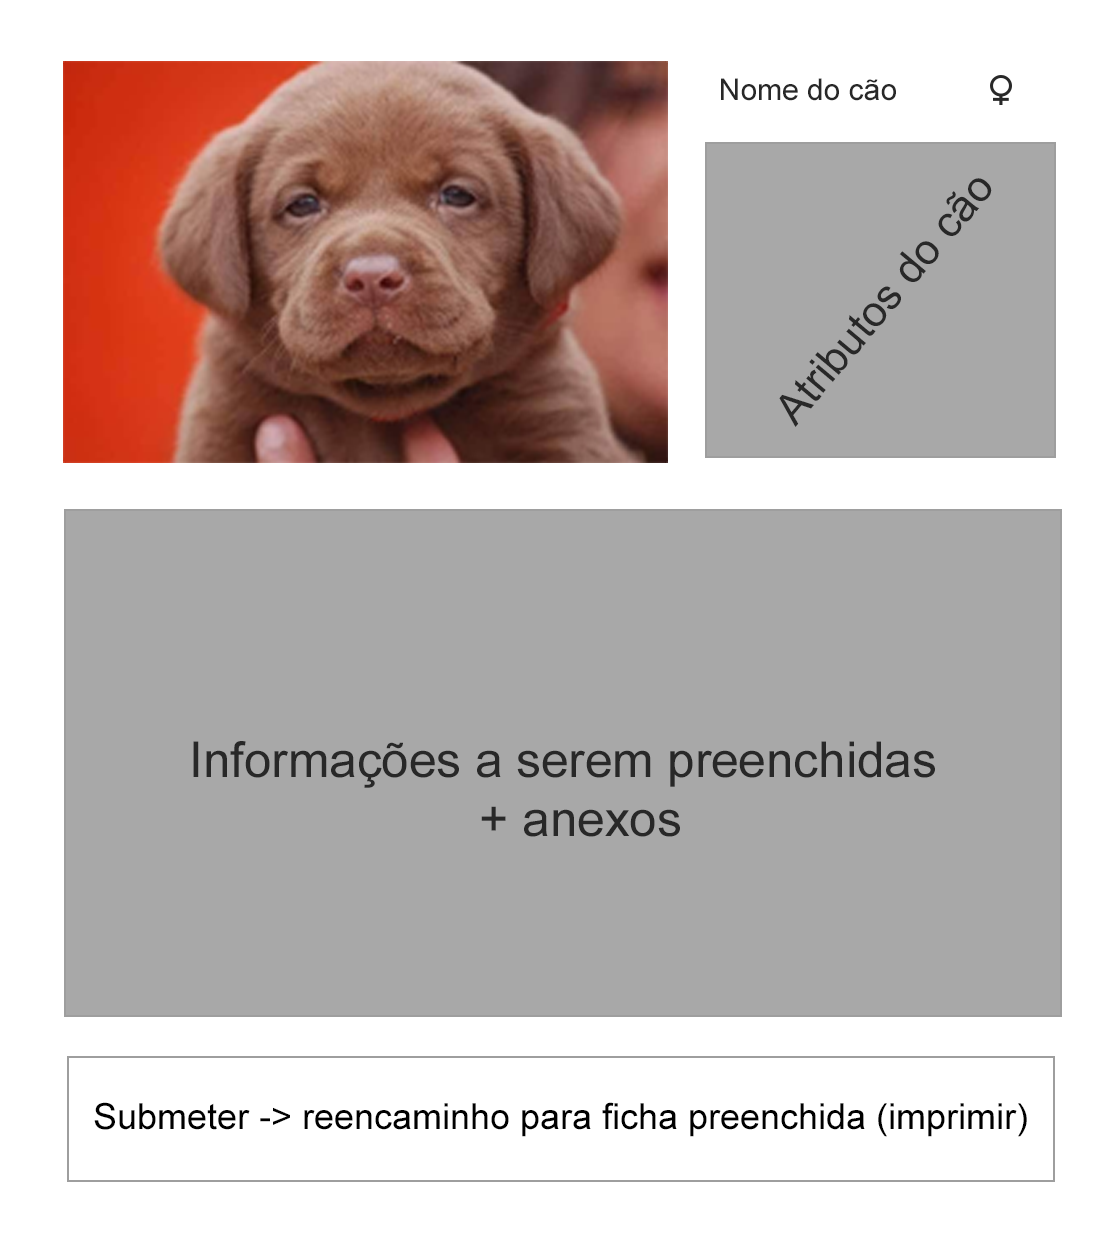 Nome do cão ♀
Atributos do cão
Informações a serem preenchidas
+ anexos
Submeter -> reencaminho para ficha preenchida (imprimir)